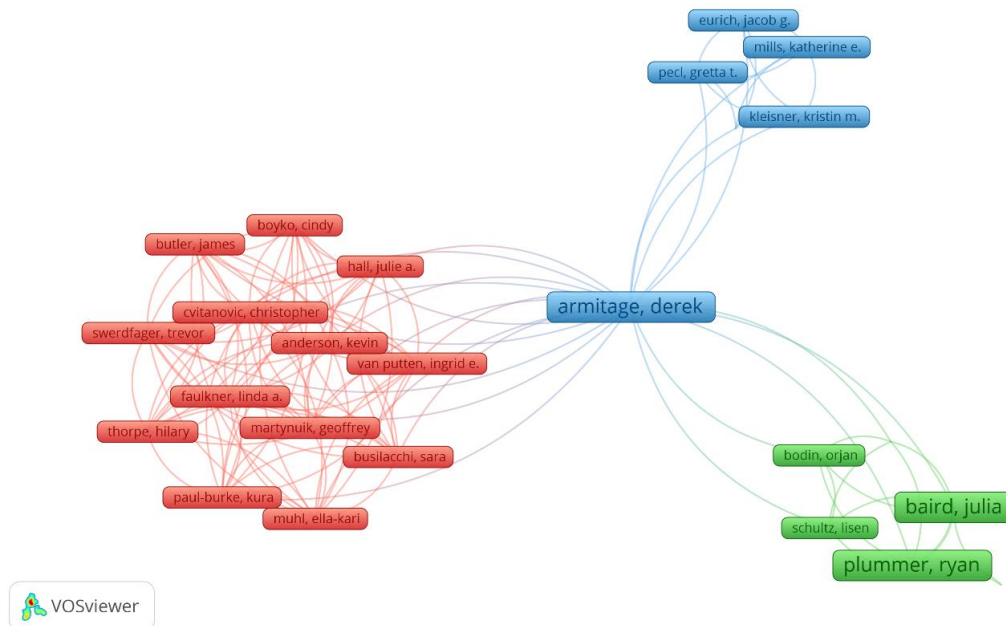 eurich, jacob g.
mills, katherine e.
pecl, gretta t.
kleisner, kristin m.
boyko, cindy
butler, james
hall, julie a.
armitage, derek
cvitanovic, christopher
swerdfager, trevor
anderson, kevin
van putten, ingrid e.
faulkner, linda a.
thorpe, hilary
martynuik, geoffrey
busilacchi, sara
bodin, orjan
paul-burke, kura
baird, julia
muhl, ella-kari
schultz, lisen
plummer, ryan
VOSviewer